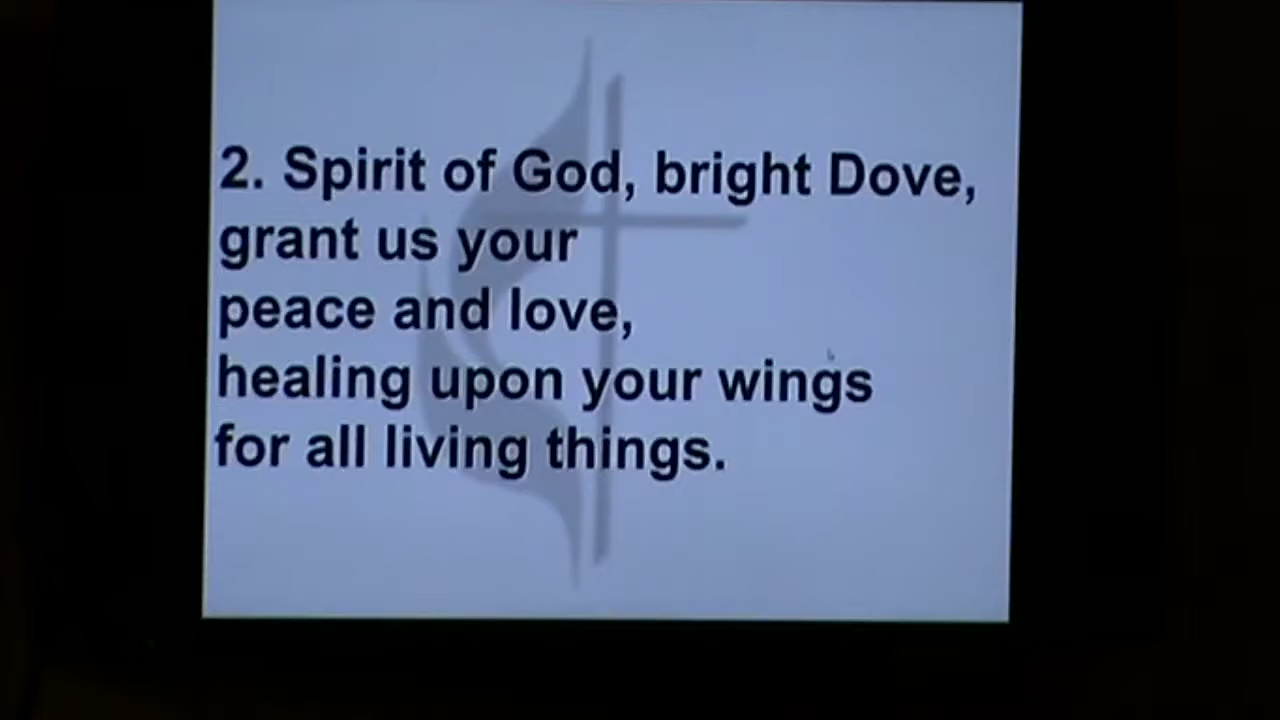 2. Spirit of God, bright Dove,
grant us your
peace and love,
healing upon your wings
for all living things.